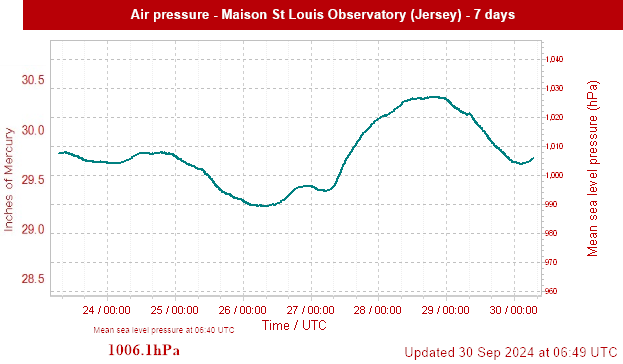 Air pressure - Maison St Louis Observatory (Jersey) - 7 days
Inches of Mercury
30.5
30.0
29.5
29.0
28.5
1,040
1,030
1,020
1,010
1,000
990
980
970
960
Mean sea level pressure (hPa)
24 / 00:00 25 / 00:00 26 / 00:00 27 / 00:00 28 / 00:00 29 / 00:00 30 / 00:00
Time / UTC
Mean sea level pressure at 06:40 UTC
1006.1hPa
Updated 30 Sep 2024 at 06:49 UTC